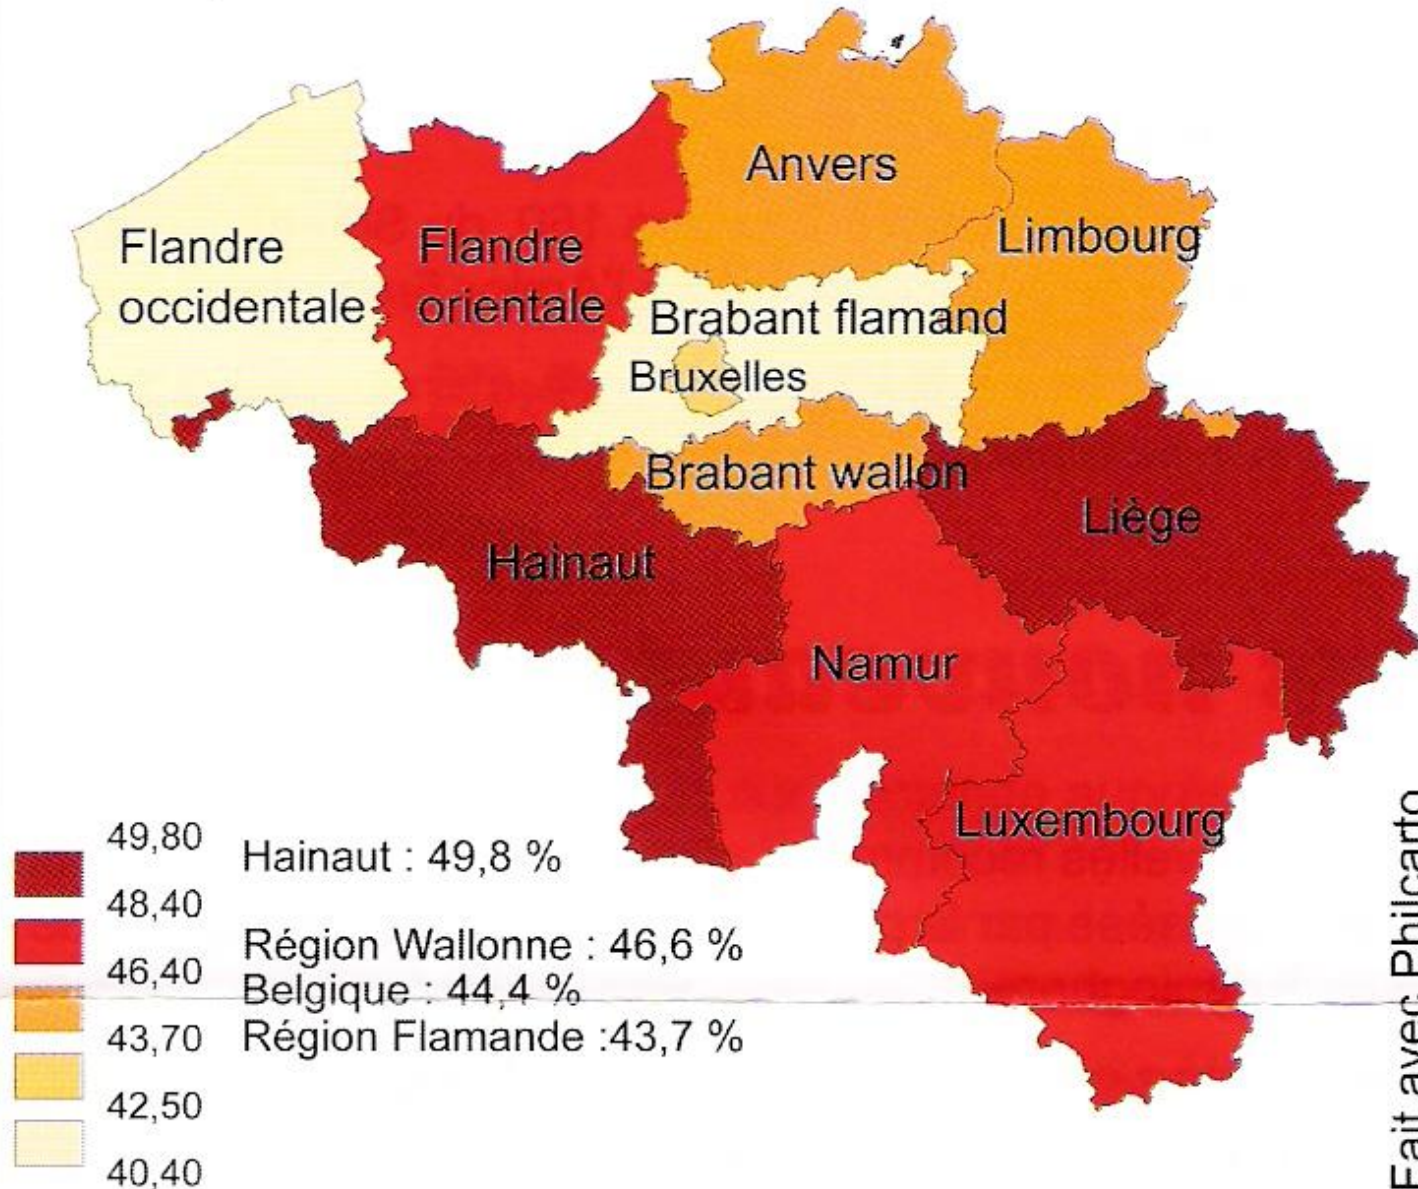 Anvers
Limbourg
Flandre
occidentale
Flandre
orientale
Brabant flamand
Bruxelles
Brabant wallon
Liège
Hainaut
Namur
Luxembourg
49,80
Hainaut : 49,8 %
48,40
Région Wallonne : 46,6 %
46,40
Belgique : 44,4 %
Région Flamande :43,7 %
43,70
42,50
40,40
Fait avec Philcarto